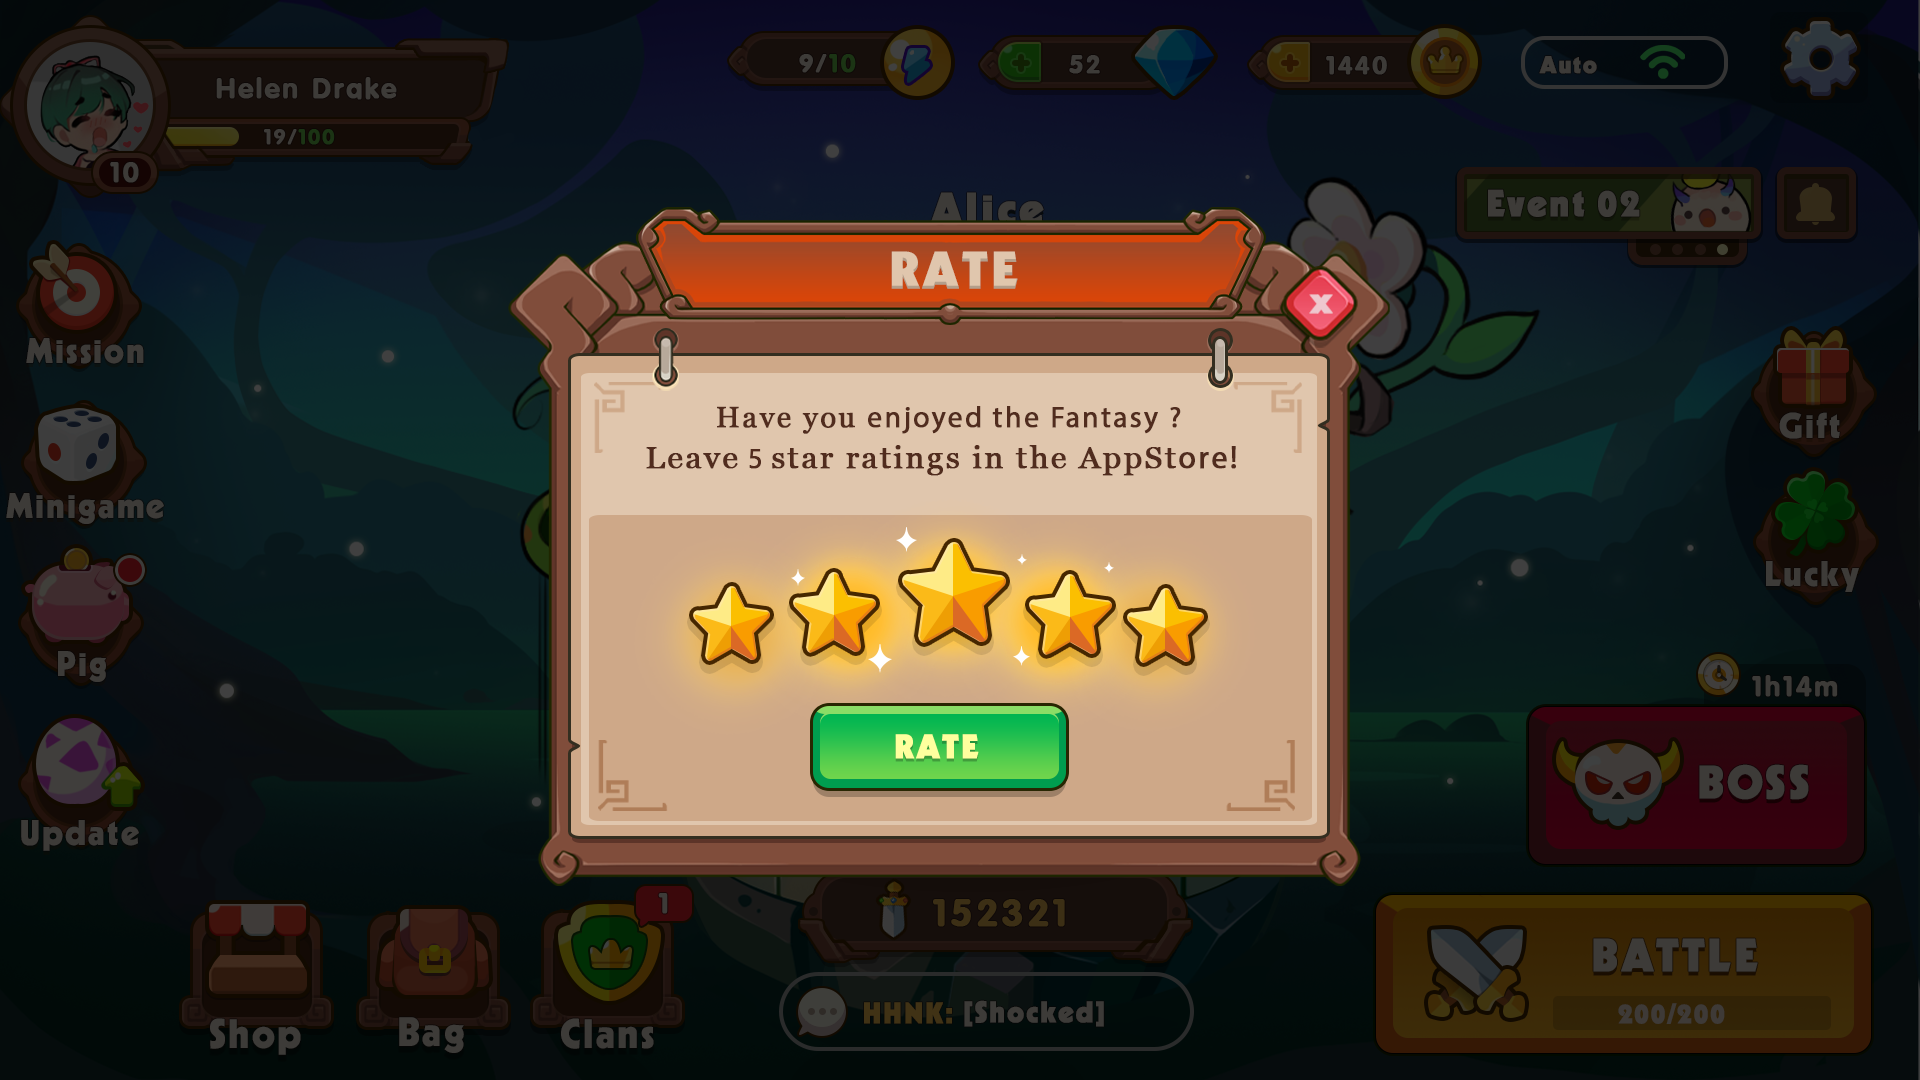 Helen Drake
19/100
10
9/10
52
1440
Auto
Alice
Event 02
RATE
X
Have you enjoyed the Fantasy ?
Leave 5 star ratings in the AppStore!
RATE
Mission
Minigame
Pig
Update
Gift
Lucky
1h14m
BOSS
BATTLE
200/200
Shop
Bag
1
Clans
152321
HHNK: [Shocked]